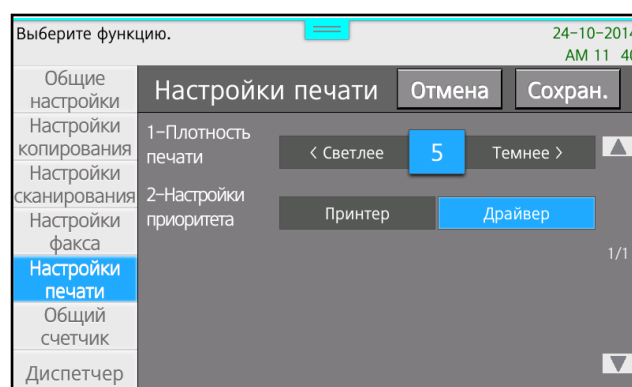 Выберите функцию.
24-10-2014
AM 11 40
Общие
настройки
Настройки печати
Отмена
Сохран.
Настройки
копирования
1-Плотность
печати
< Светлее
5
Темнее >
Настройки
сканирования
2-Настройки
приоритета
Принтер
Драйвер
Настройки
факса
1/1
Настройки
печати
Общий
счетчик
Диспетчер